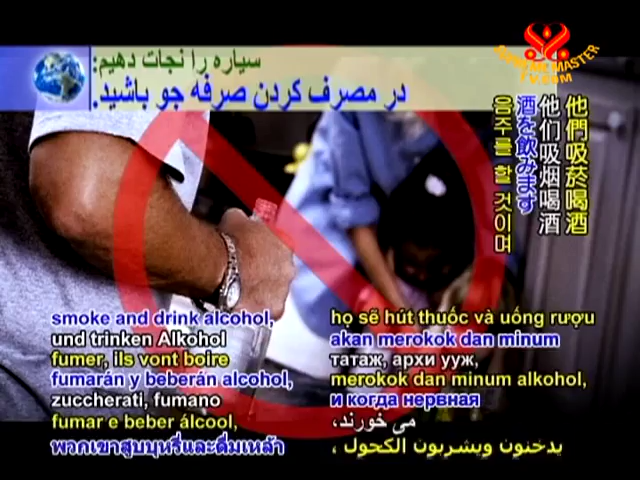 SUPREME MASTER
TV.COM
سیاره را نجات دهیم:
در مصرف کردن صرفه جو باشید.
他們吸菸喝酒
他们吸烟喝酒
酒を飲みます
음주를 할 것이며
smoke and drink alcohol,
und trinken Alkohol
fumer, ils vont boire
fumarán y beberán alcohol,
zuccherati, fumano
fumar e beber álcool,
พวกเขาสูบบุหรี่และดื่มเหล้า
họ sẽ hút thuốc và uống rượu
akan merokok dan minum
татаж, архи ууж,
merokok dan minum alkohol,
и когда нервная
می خورند،
يدخنون ويشربون الكحول ،